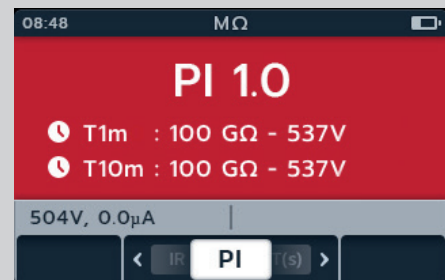 08:48 MΩ
PI 1.0
T1m : 100 GΩ - 537V
T10m : 100 GΩ - 537V
504V, 0.0µA
< IR PI T(s) >